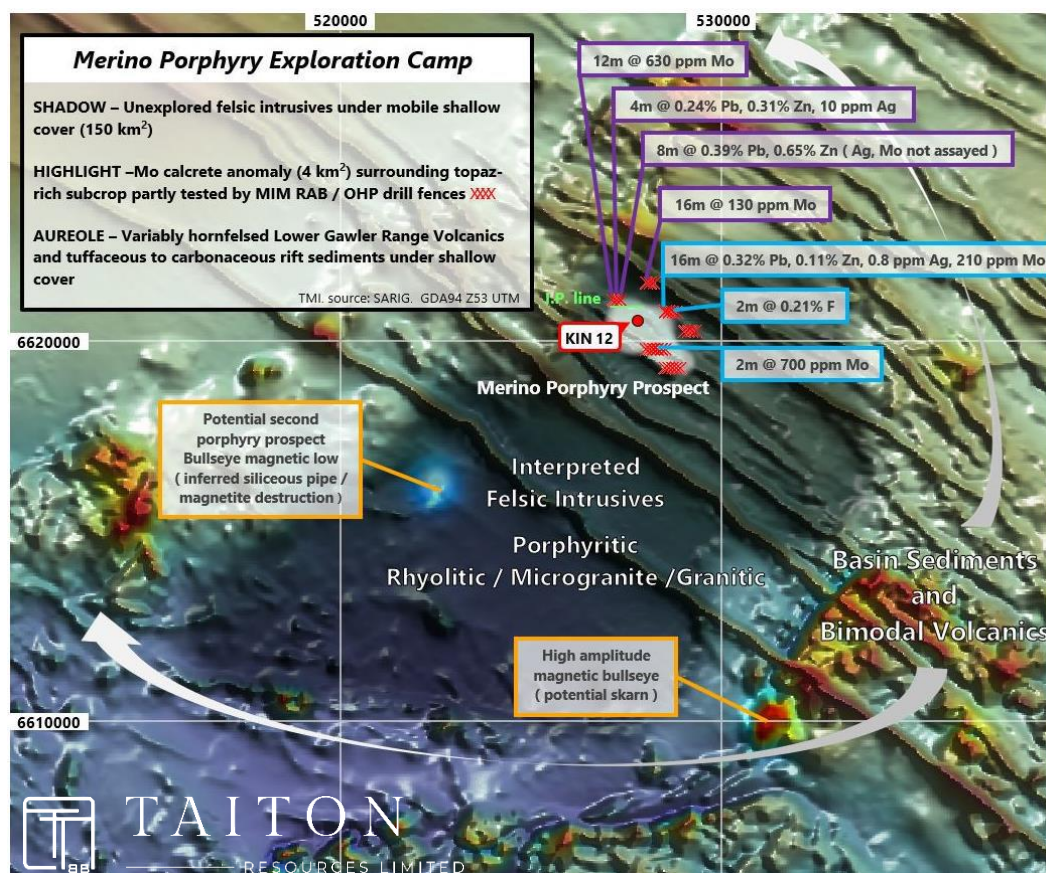 520000
530000
Merino Porphyry Exploration Camp
SHADOW – Unexplored felsic intrusives under mobile shallow
cover (150 km²)
HIGHLIGHT –Mo calcrete anomaly (4 km²) surrounding topaz-
rich subcrop partly tested by MIM RAB / OHP drill fences XXX
AUREOLE – Variably hornfelsed Lower Gawler Range Volcanics
and tuffaceous to carbonaceous rift sediments under shallow
cover
TMI. source: SARIG. GDA94 Z53 UTM
12m @ 630 ppm Mo
4m @ 0.24% Pb, 0.31% Zn, 10 ppm Ag
8m @ 0.39% Pb, 0.65% Zn ( Ag, Mo not assayed )
16m @ 130 ppm Mo
16m @ 0.32% Pb, 0.11% Zn, 0.8 ppm Ag, 210 ppm Mo
I.P. line
2m @ 0.21% F
KIN 12
6620000
2m @ 700 ppm Mo
Merino Porphyry Prospect
Potential second
porphyry prospect
Bullseye magnetic low
( inferred siliceous pipe /
magnetite destruction )
Interpreted
Felsic Intrusives
Porphyritic
Rhyolitic / Microgranite /Granitic
Basin Sediments
and
Bimodal Volcanics
High amplitude
magnetic bullseye
( potential skarn )
6610000
TAITON
RESOURCES LIMITED